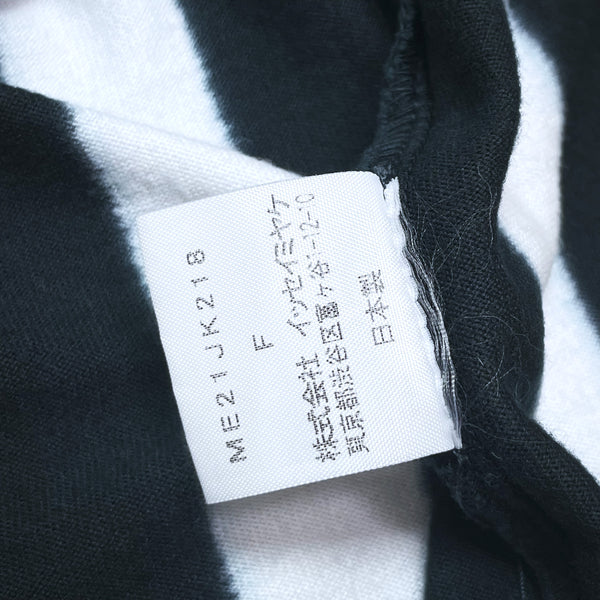 ME21JK218
F
株式会社 イッセイミヤケ
東京都渋谷区富ヶ谷1-12-10
日本製